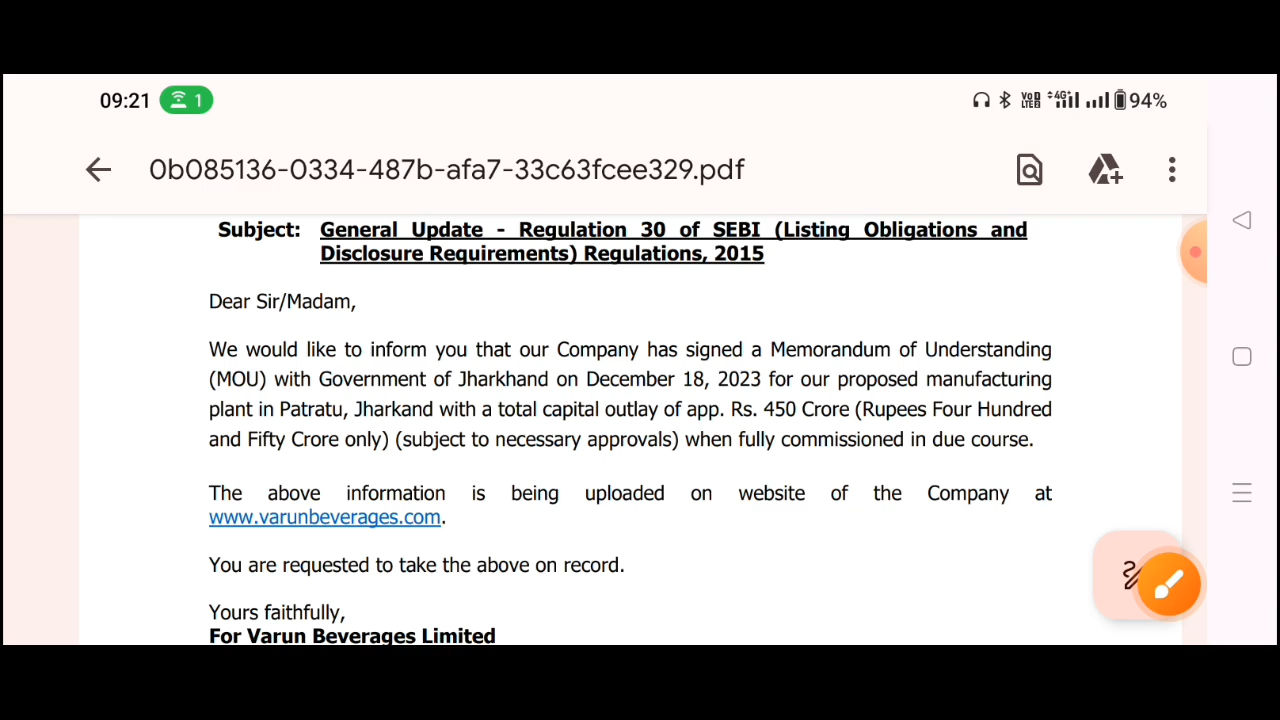 09:21 1 VoD LTE2 4G+ 94%
0b085136-0334-487b-afa7-33c63fcee329.pdf
Subject: General Update - Regulation 30 of SEBI (Listing Obligations and
Disclosure Requirements) Regulations, 2015
Dear Sir/Madam,
We would like to inform you that our Company has signed a Memorandum of Understanding
(MOU) with Government of Jharkhand on December 18, 2023 for our proposed manufacturing
plant in Patratu, Jharkand with a total capital outlay of app. Rs. 450 Crore (Rupees Four Hundred
and Fifty Crore only) (subject to necessary approvals) when fully commissioned in due course.
The above information is being uploaded on website of the Company at
www.varunbeverages.com.
You are requested to take the above on record.
Yours faithfully,
For Varun Beverages Limited